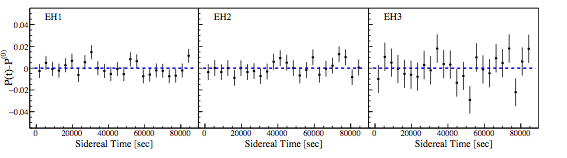 EH1 EH2 EH3
P(t)-P^(0)
0.04
0.02
0.00
−0.02
−0.04
0 20000 40000 60000 80000 0 20000 40000 60000 80000 0 20000 40000 60000 80000
Sidereal Time [sec] Sidereal Time [sec] Sidereal Time [sec]